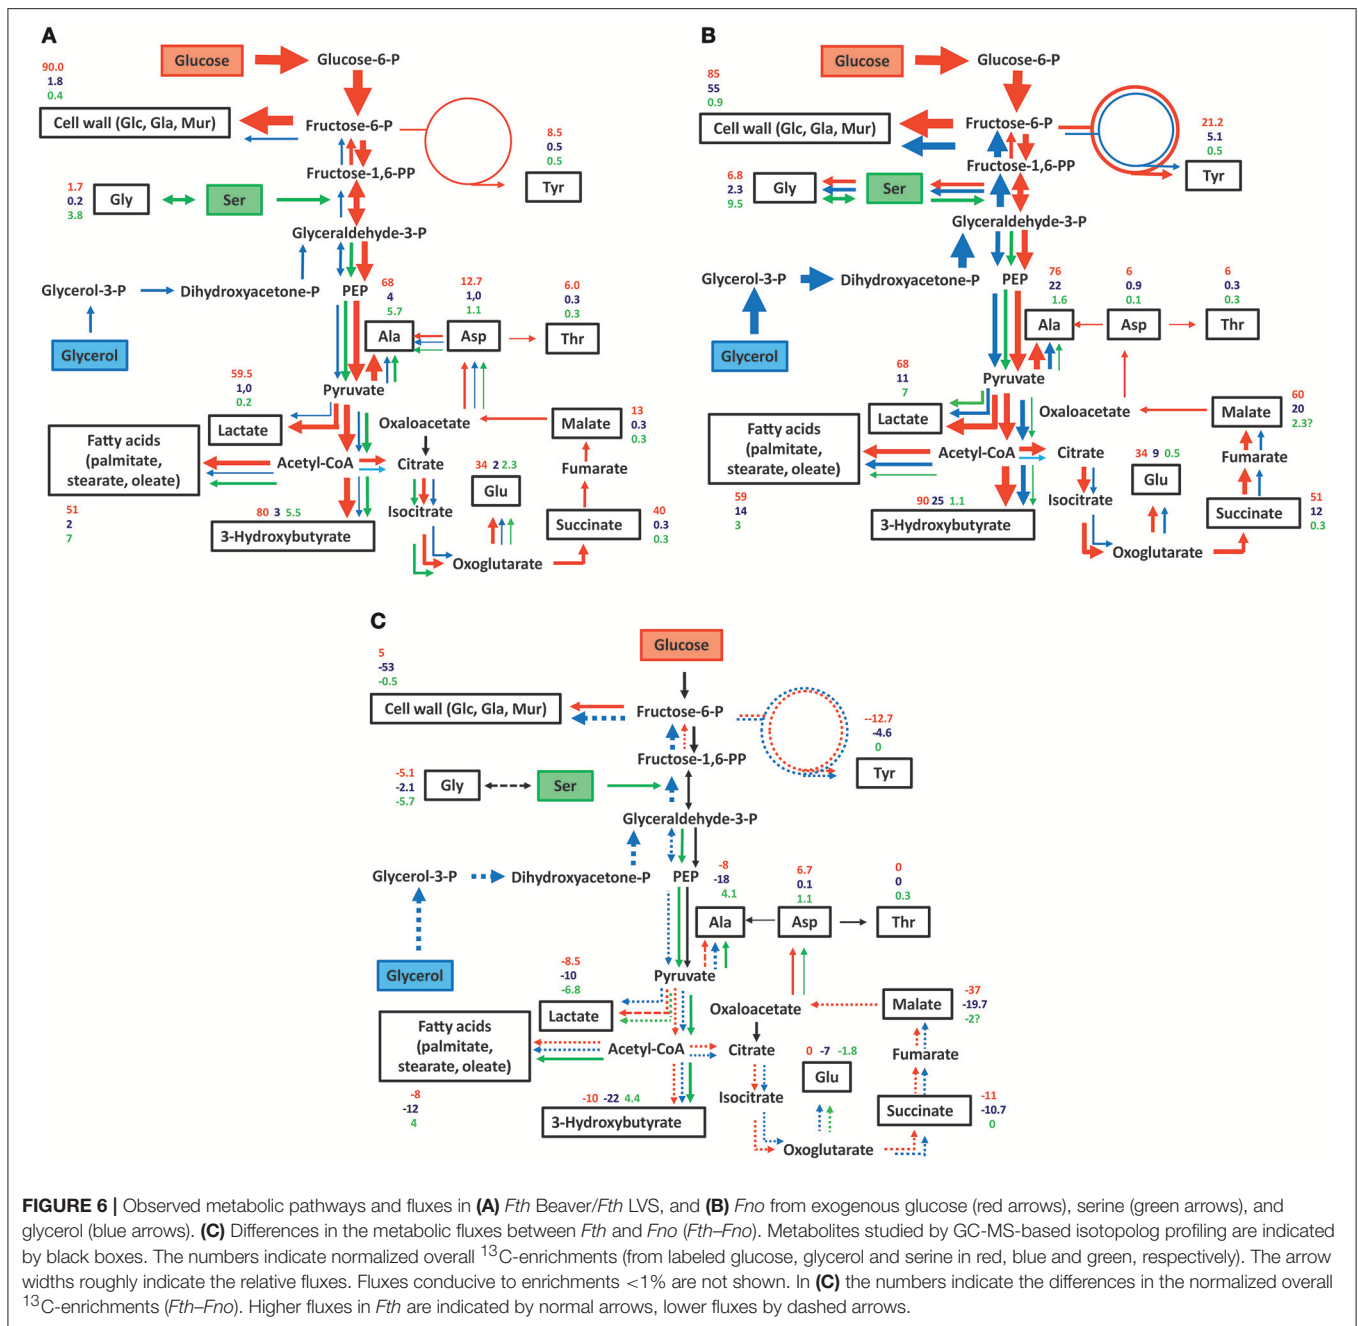 A
Glucose
Glucose-6-P
90.0
1.8
0.4
Cell wall (Glc, Gla, Mur)
Fructose-6-P
8.5
0.5
0.5
Tyr
Fructose-1,6-PP
1.7
0.2
3.8
Gly
Ser
Glyceraldehyde-3-P
Glycerol-3-P
Dihydroxyacetone-P
PEP
68
4
5.7
12.7
1,0
1.1
6.0
0.3
0.3
Ala
Asp
Thr
Glycerol
59.5
1,0
0.2
Pyruvate
Lactate
Oxaloacetate
Malate
13
0.3
0.3
Fatty acids
(palmitate,
stearate, oleate)
Acetyl-CoA
Citrate
34 2 2.3
Fumarate
Glu
51
2
7
80 3 5.5
3-Hydroxybutyrate
Isocitrate
Succinate
40
0.3
0.3
Oxoglutarate
B
Glucose
Glucose-6-P
85
55
0.9
Cell wall (Glc, Gla, Mur)
Fructose-6-P
21.2
5.1
0.5
Tyr
Fructose-1,6-PP
6.8
2.3
9.5
Gly
Ser
Glyceraldehyde-3-P
Glycerol-3-P
Dihydroxyacetone-P
PEP
76
22
1.6
6
0.9
0.1
6
0.3
0.3
Ala
Asp
Thr
Glycerol
68
11
7
Pyruvate
Lactate
Oxaloacetate
Malate
60
20
2.3?
Fatty acids
(palmitate,
stearate, oleate)
Acetyl-CoA
Citrate
34 9 0.5
Fumarate
Glu
59
14
3
90 25 1.1
3-Hydroxybutyrate
Isocitrate
Succinate
51
12
0.3
Oxoglutarate
C
Glucose
5
-53
-0.5
Cell wall (Glc, Gla, Mur)
Fructose-6-P
--12.7
-4.6
0
Tyr
Fructose-1,6-PP
-5.1
-2.1
-5.7
Gly
Ser
Glyceraldehyde-3-P
Glycerol-3-P
Dihydroxyacetone-P
PEP
-8
-18
4.1
6.7
0.1
1.1
0
0
0.3
Ala
Asp
Thr
Glycerol
-8.5
-10
-6.8
Pyruvate
Lactate
Oxaloacetate
Malate
-37
-19.7
-2?
Fatty acids
(palmitate,
stearate, oleate)
Acetyl-CoA
Citrate
0 -7 -1.8
Fumarate
Glu
-8
-12
4
-10 -22 4.4
3-Hydroxybutyrate
Isocitrate
Succinate
-11
-10.7
0
Oxoglutarate
FIGURE 6 | Observed metabolic pathways and fluxes in (A) Fth Beaver/Fth LVS, and (B) Fno from exogenous glucose (red arrows), serine (green arrows), and
glycerol (blue arrows). (C) Differences in the metabolic fluxes between Fth and Fno (Fth–Fno). Metabolites studied by GC-MS-based isotopolog profiling are indicated
by black boxes. The numbers indicate normalized overall 13C-enrichments (from labeled glucose, glycerol and serine in red, blue and green, respectively). The arrow
widths roughly indicate the relative fluxes. Fluxes conducive to enrichments <1% are not shown. In (C) the numbers indicate the differences in the normalized overall
13C-enrichments (Fth–Fno). Higher fluxes in Fth are indicated by normal arrows, lower fluxes by dashed arrows.